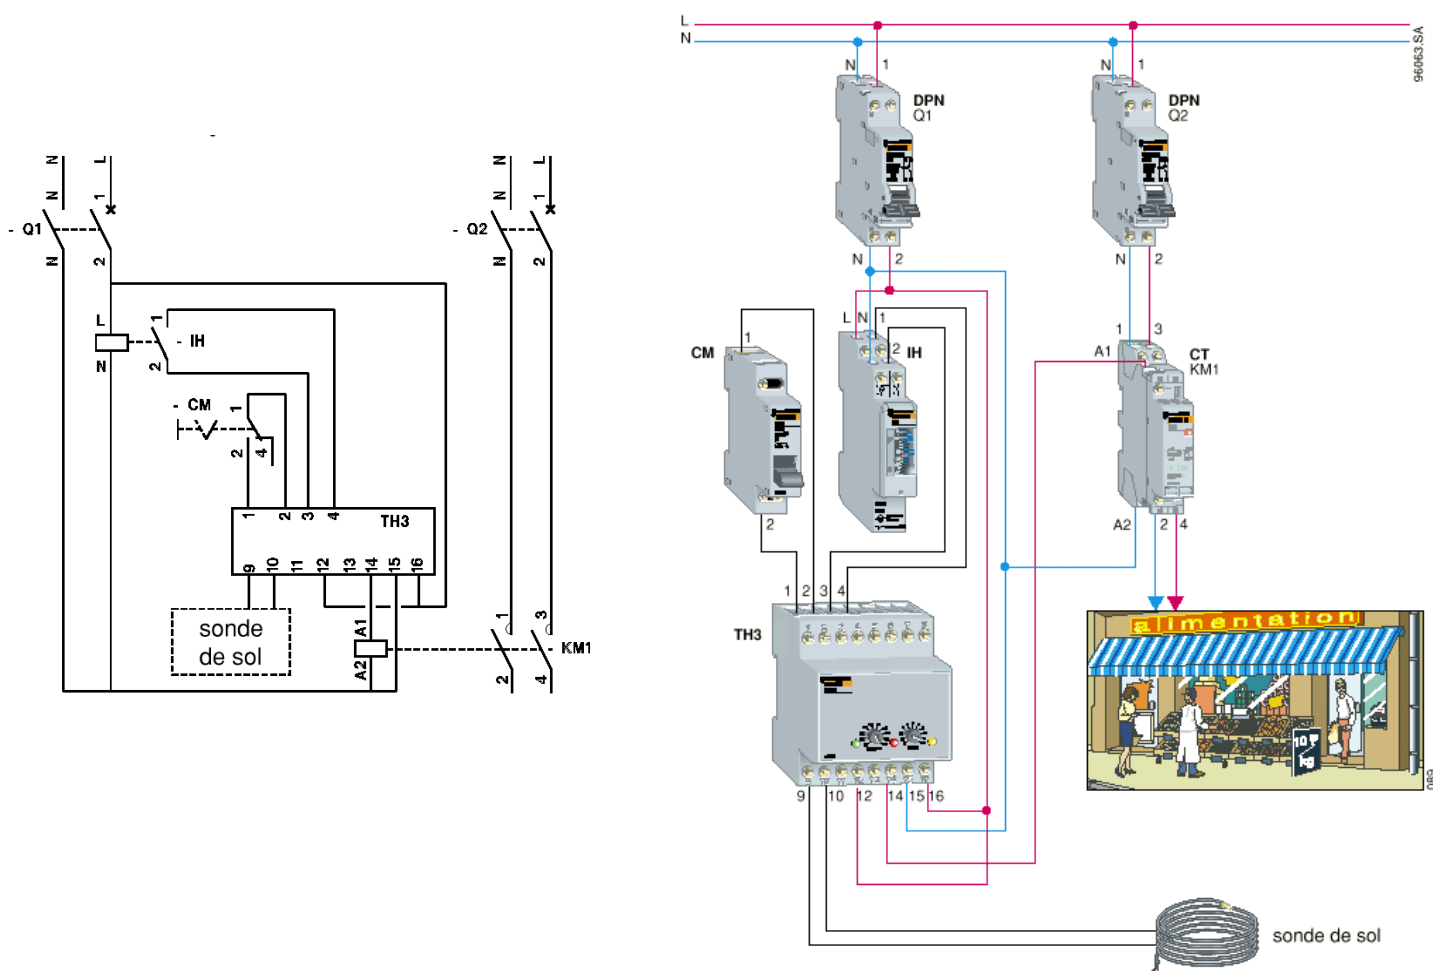 N L
N 1
- Q1
N 2
L
N
1
- IH
2
- CM
1
2 4
1 2 3 4
TH3
9 10 11 12 13 14 15 16
sonde
de sol
A1
A2
N L
N 1
- Q2
N 2
1 3
KM1
2 4
L
N
96063.SA
N 1
DPN
Q1
N 2
N 1
DPN
Q2
N 2
CM
1
2
L N 1
2
IH
1 3
A1
CT
KM1
A2 2 4
1 2 3 4
TH3
9 10 12 14 15 16
alimentation
10F
kg
089
sonde de sol